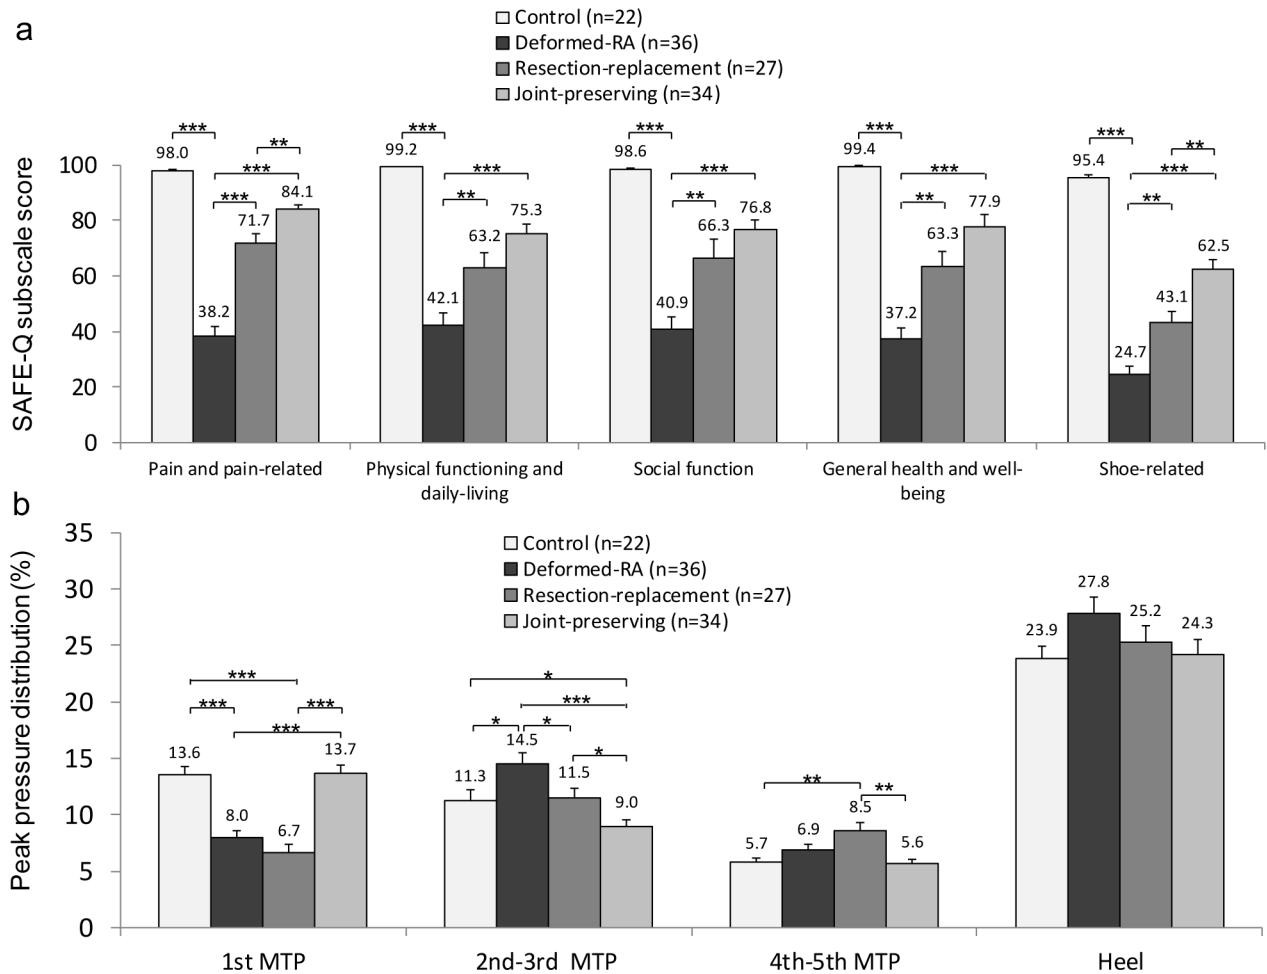 a
Control (n=22)
Deformed-RA (n=36)
Resection-replacement (n=27)
Joint-preserving (n=34)
SAFE-Q subscale score
100
80
60
40
20
0
*** *** *** *** ***
** **
98.0 99.2 98.6 99.4 95.4
*** *** *** *** ***
*** ** ** ** **
38.2 71.7 84.1
42.1 63.2 75.3
40.9 66.3 76.8
37.2 63.3 77.9
24.7 43.1 62.5
Pain and pain-related
Physical functioning and
daily-living
Social function
General health and well-
being
Shoe-related
b
Control (n=22)
Deformed-RA (n=36)
Resection-replacement (n=27)
Joint-preserving (n=34)
Peak pressure distribution (%)
35
30
25
20
15
10
5
0
***
*** ***
***
13.6 8.0 6.7 13.7
*
***
* *
*
11.3 14.5 11.5 9.0
**
**
5.7 6.9 8.5 5.6
23.9 27.8 25.2 24.3
1st MTP
2nd-3rd MTP
4th-5th MTP
Heel